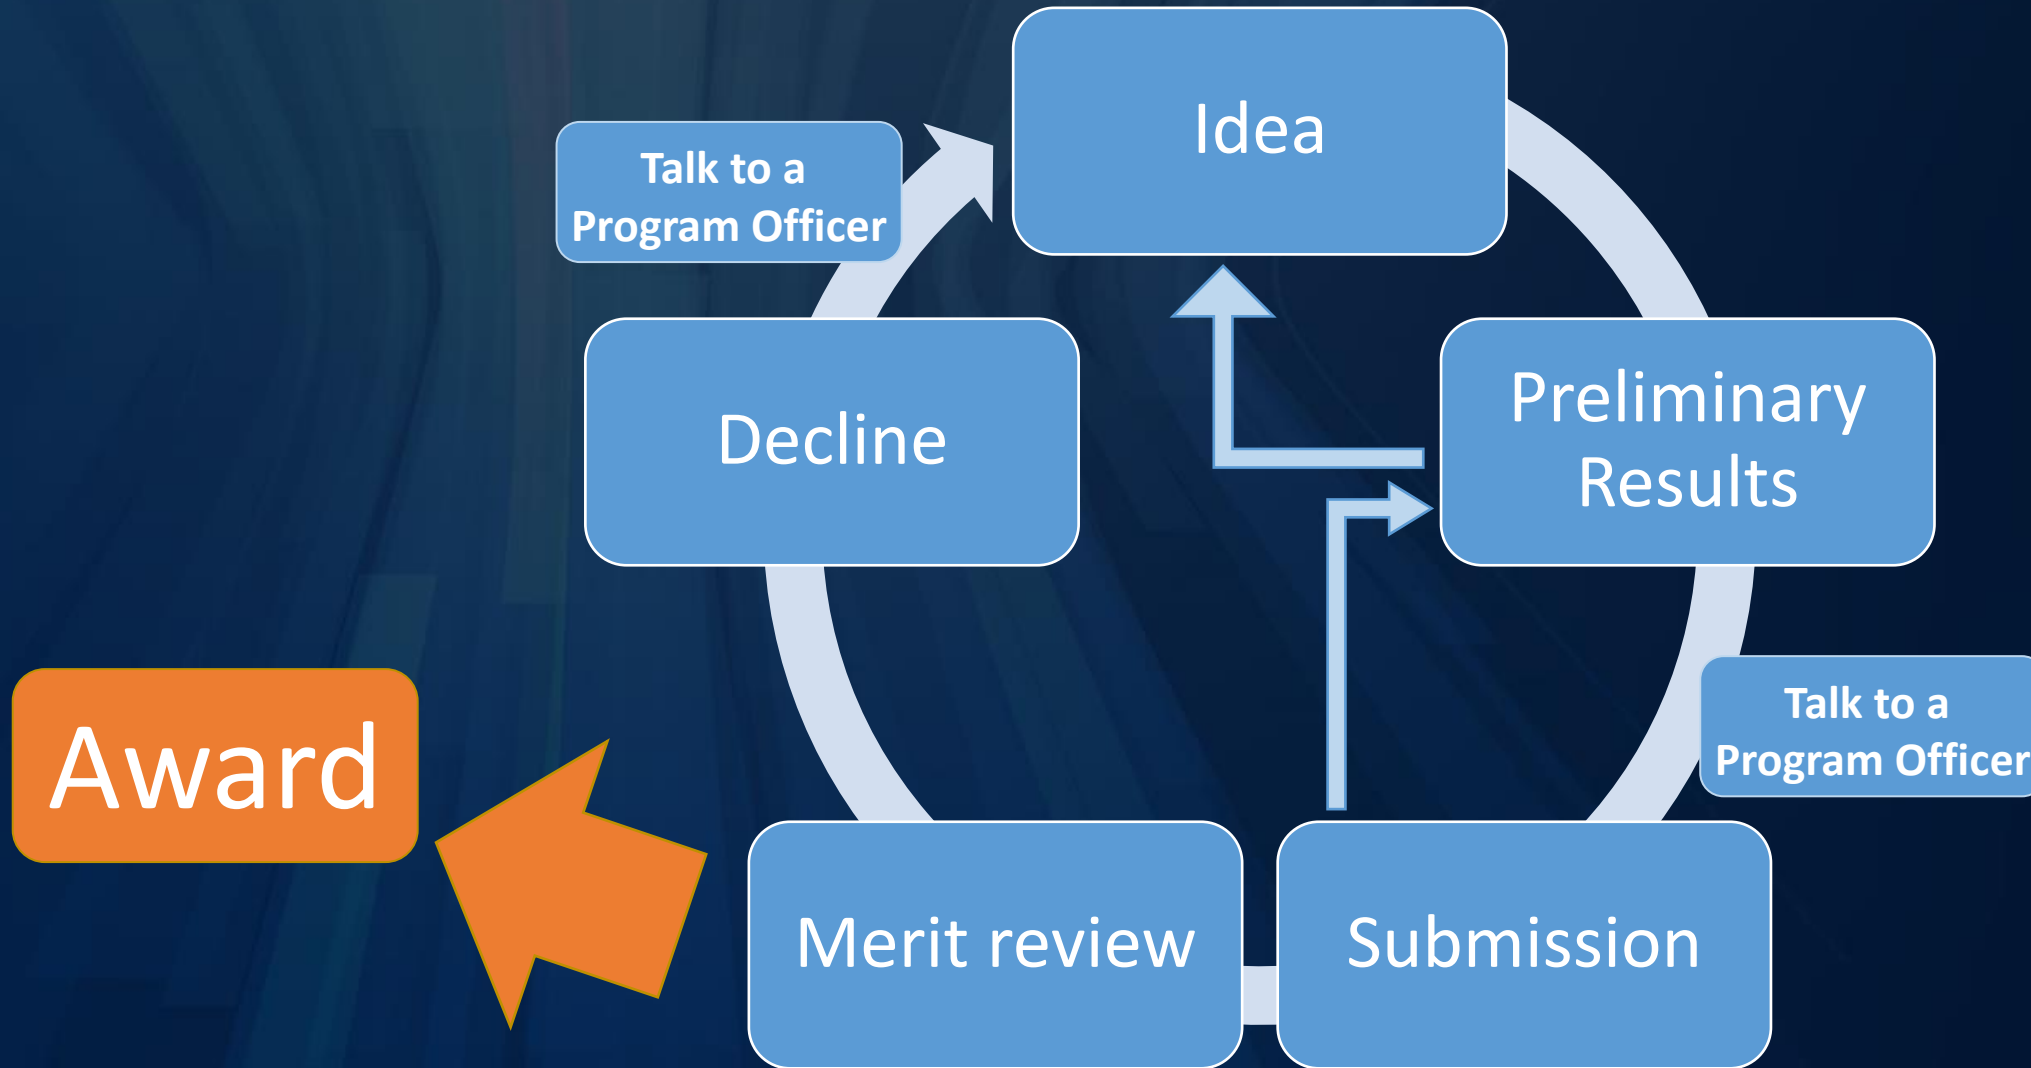 Idea
Talk to a
Program Officer
Preliminary
Results
Decline
Talk to a
Program Officer
Award
Merit review
Submission